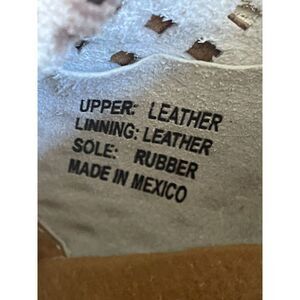 UPPER: LEATHER
LINNING: LEATHER
SOLE: RUBBER
MADE IN MEXICO